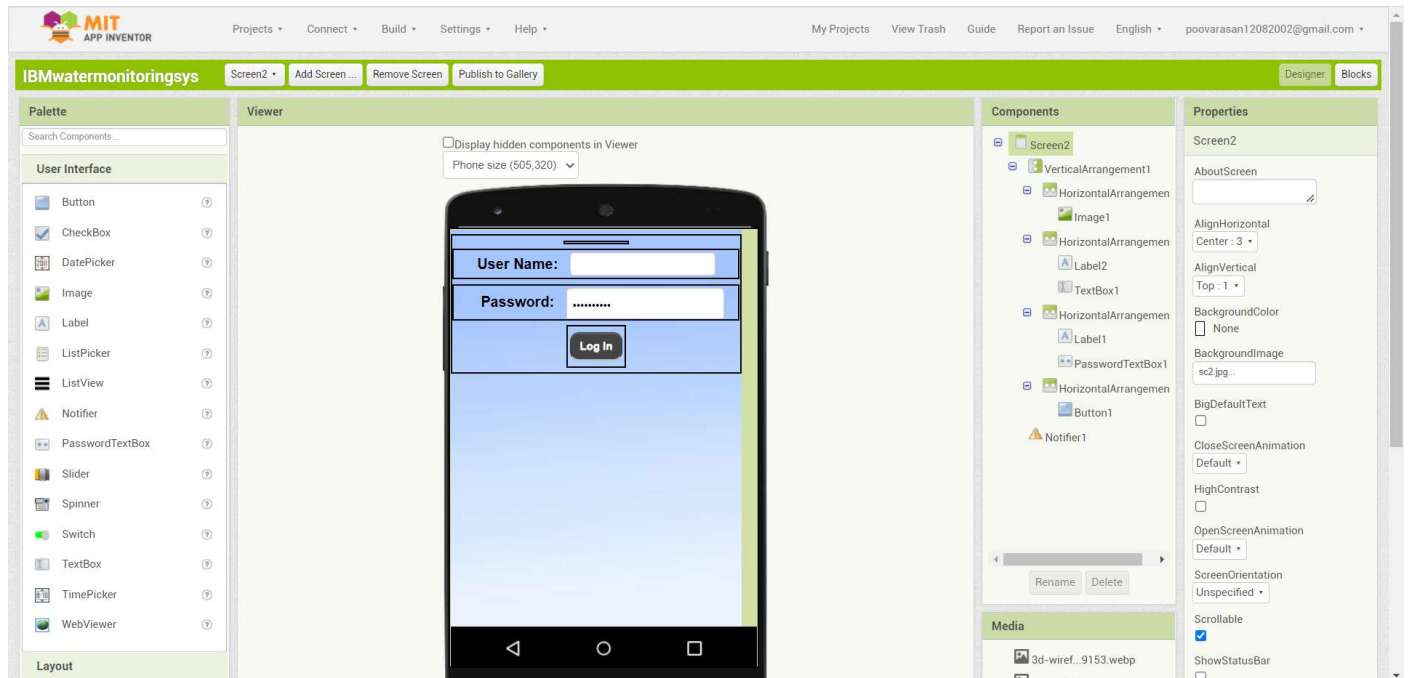 MIT
APP INVENTOR
Projects Connect Build Settings Help My Projects View Trash Guide Report an Issue English poovarasan12082002@gmail.com
IBMwatermonitoringsys Screen2 Add Screen ... Remove Screen Publish to Gallery Designer Blocks
Palette
Search Components...
User Interface
Button
CheckBox
DatePicker
Image
Label
ListPicker
ListView
Notifier
PasswordTextBox
Slider
Spinner
Switch
TextBox
TimePicker
WebViewer
Layout
Viewer
Display hidden components in Viewer
Phone size (505,320)
User Name:
Password: ..........
Log In
Components
Screen2
VerticalArrangement1
HorizontalArrangemen
Image1
HorizontalArrangemen
Label2
TextBox1
HorizontalArrangemen
Label1
PasswordTextBox1
HorizontalArrangemen
Button1
Notifier1
Rename Delete
Media
3d-wiref...9153.webp
Properties
Screen2
AboutScreen
AlignHorizontal
Center : 3
AlignVertical
Top : 1
BackgroundColor
None
BackgroundImage
sc2.jpg...
BigDefaultText
CloseScreenAnimation
Default
HighContrast
OpenScreenAnimation
Default
ScreenOrientation
Unspecified
Scrollable
ShowStatusBar